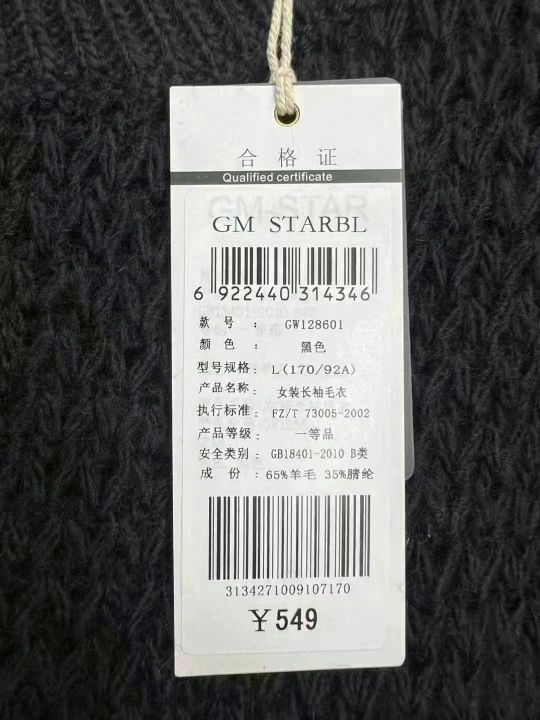 合格证
Qualified certificate
GM STARBL
6 922440 314346
款号: GW128601
颜色: 黑色
型号规格: L(170/92A)
产品名称: 女装长袖毛衣
执行标准: FZ/T 73005-2002
产品等级: 一等品
安全类别: GB18401-2010 B类
成份: 65%羊毛 35%腈纶
3134271009107170
￥549